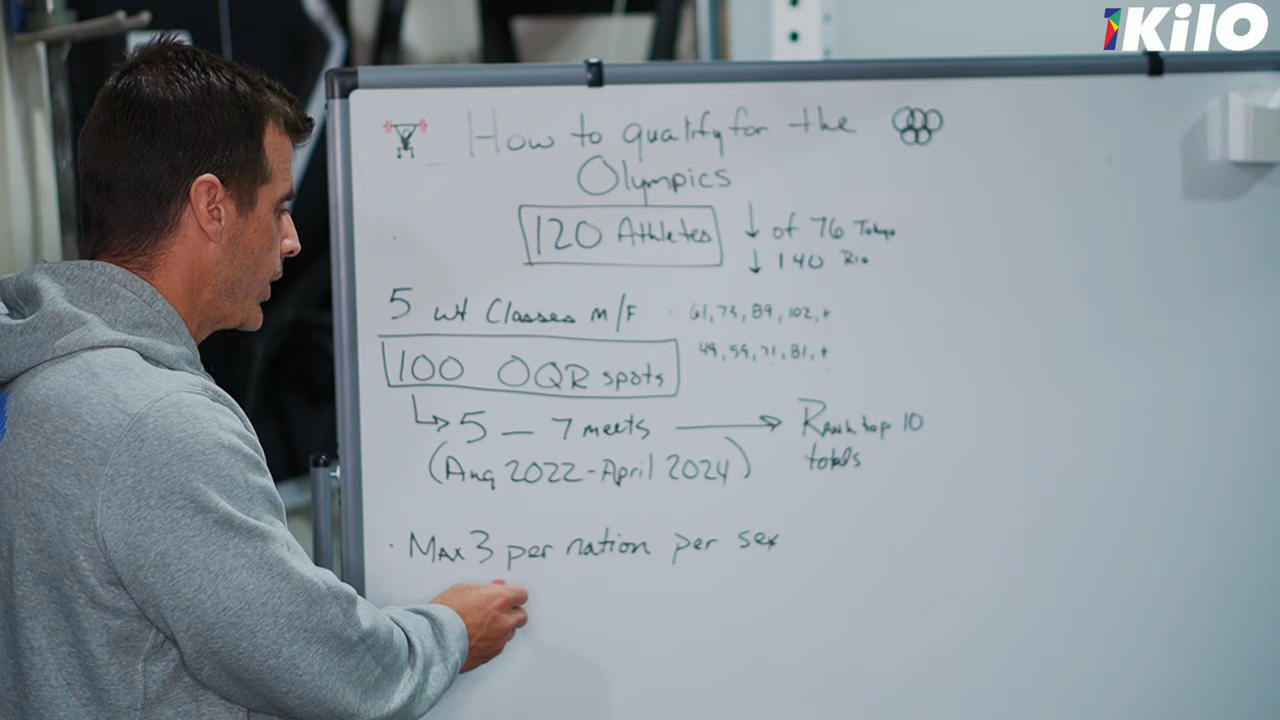 1KilO
How to qualify for the
Olympics
120 Athletes
↓ of 76 Tokyo
↓ 140 Rio
5 wt Classes M/F · 61, 73, 89, 102, +
49, 59, 71, 81, +
100 OQR spots
↳ 5 — 7 meets → Rank top 10
totals
(Aug 2022 - April 2024)
· Max 3 per nation per sex